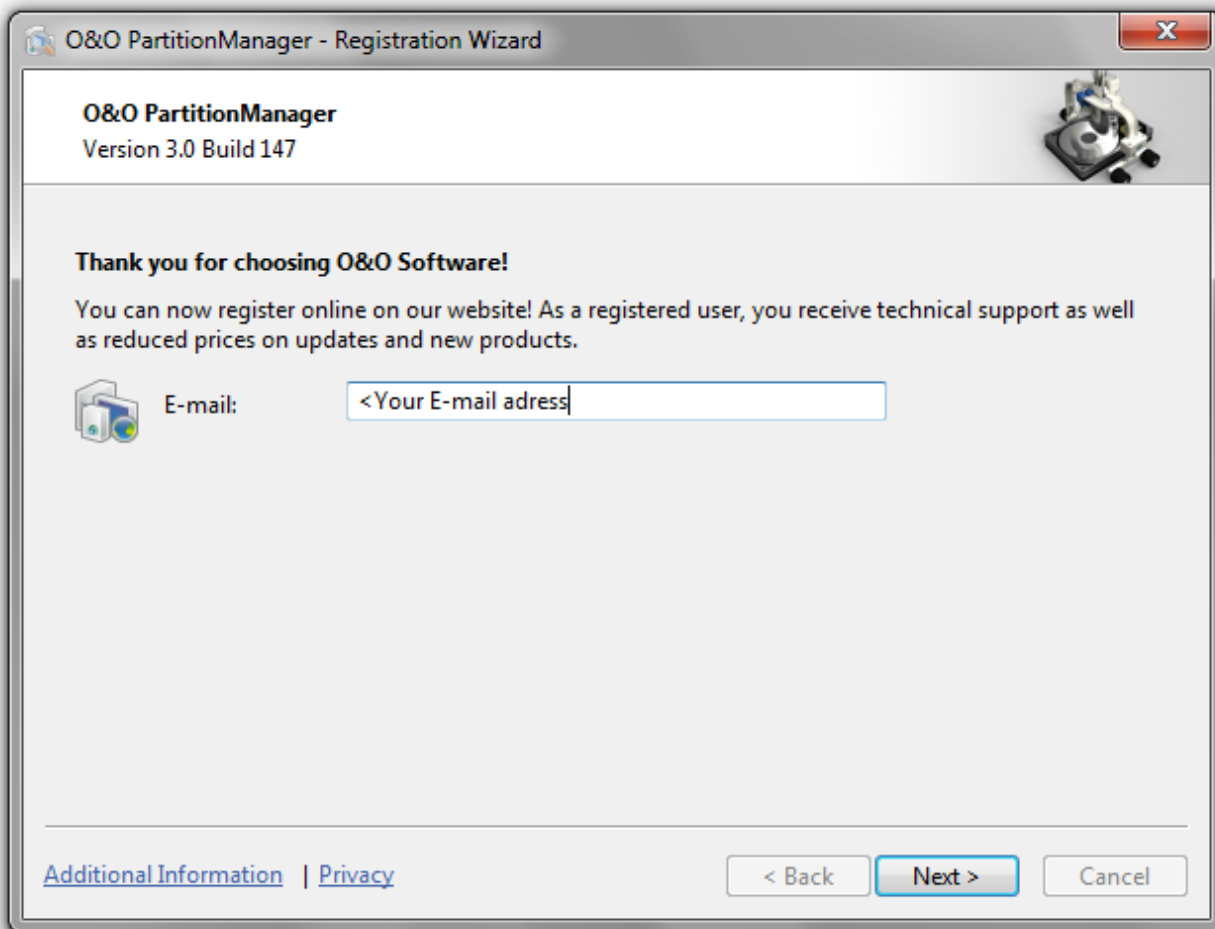 O&O PartitionManager - Registration Wizard
O&O PartitionManager
Version 3.0 Build 147
Thank you for choosing O&O Software!
You can now register online on our website! As a registered user, you receive technical support as well
as reduced prices on updates and new products.
E-mail: <Your E-mail adress
Additional Information | Privacy < Back Next > Cancel